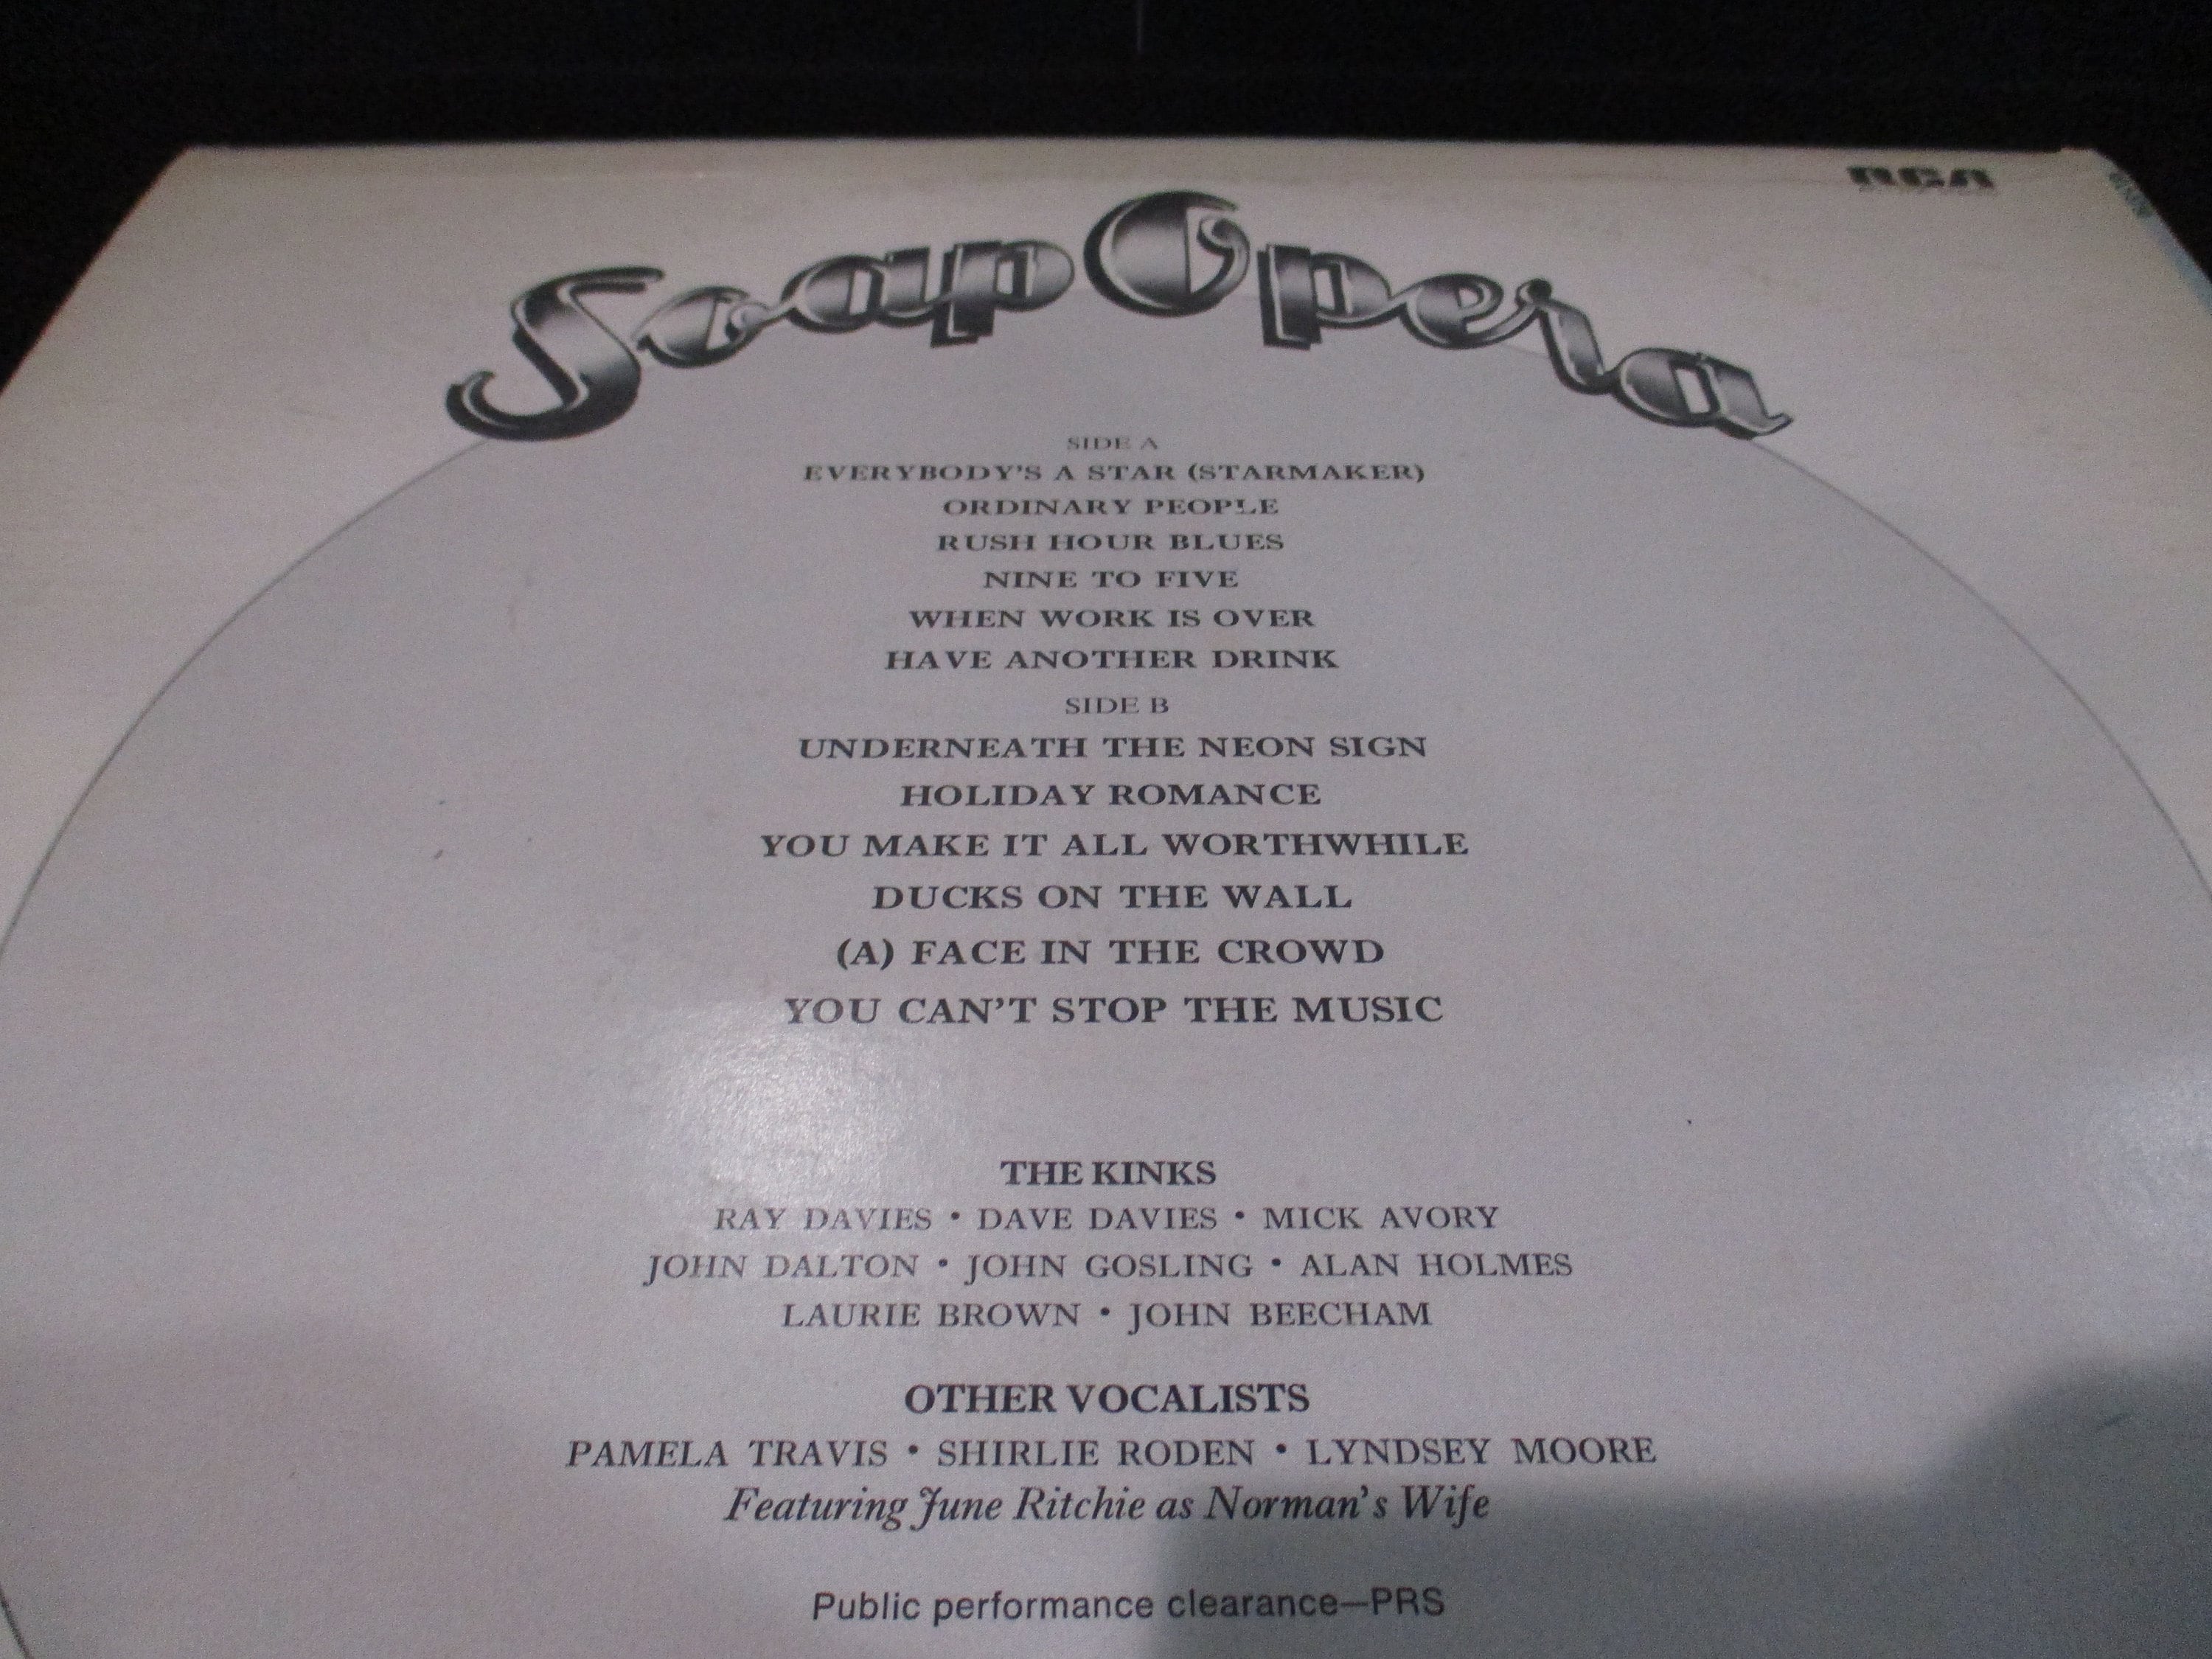 RCA
Soap Opera
SIDE A
EVERYBODY'S A STAR (STARMAKER)
ORDINARY PEOPLE
RUSH HOUR BLUES
NINE TO FIVE
WHEN WORK IS OVER
HAVE ANOTHER DRINK
SIDE B
UNDERNEATH THE NEON SIGN
HOLIDAY ROMANCE
YOU MAKE IT ALL WORTHWHILE
DUCKS ON THE WALL
(A) FACE IN THE CROWD
YOU CAN'T STOP THE MUSIC
THE KINKS
RAY DAVIES • DAVE DAVIES • MICK AVORY
JOHN DALTON • JOHN GOSLING • ALAN HOLMES
LAURIE BROWN • JOHN BEECHAM
OTHER VOCALISTS
PAMELA TRAVIS • SHIRLIE RODEN • LYNDSEY MOORE
Featuring June Ritchie as Norman's Wife
Public performance clearance—PRS